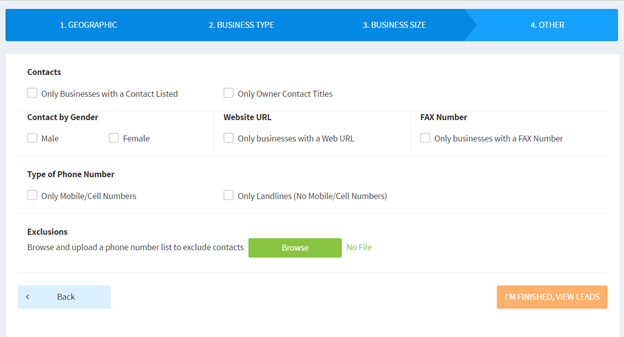 1. GEOGRAPHIC 2. BUSINESS TYPE 3. BUSINESS SIZE 4. OTHER
Contacts
Only Businesses with a Contact Listed Only Owner Contact Titles
Contact by Gender Website URL FAX Number
Male Female Only businesses with a Web URL Only businesses with a FAX Number
Type of Phone Number
Only Mobile/Cell Numbers Only Landlines (No Mobile/Cell Numbers)
Exclusions
Browse and upload a phone number list to exclude contacts Browse No File
Back I'M FINISHED, VIEW LEADS